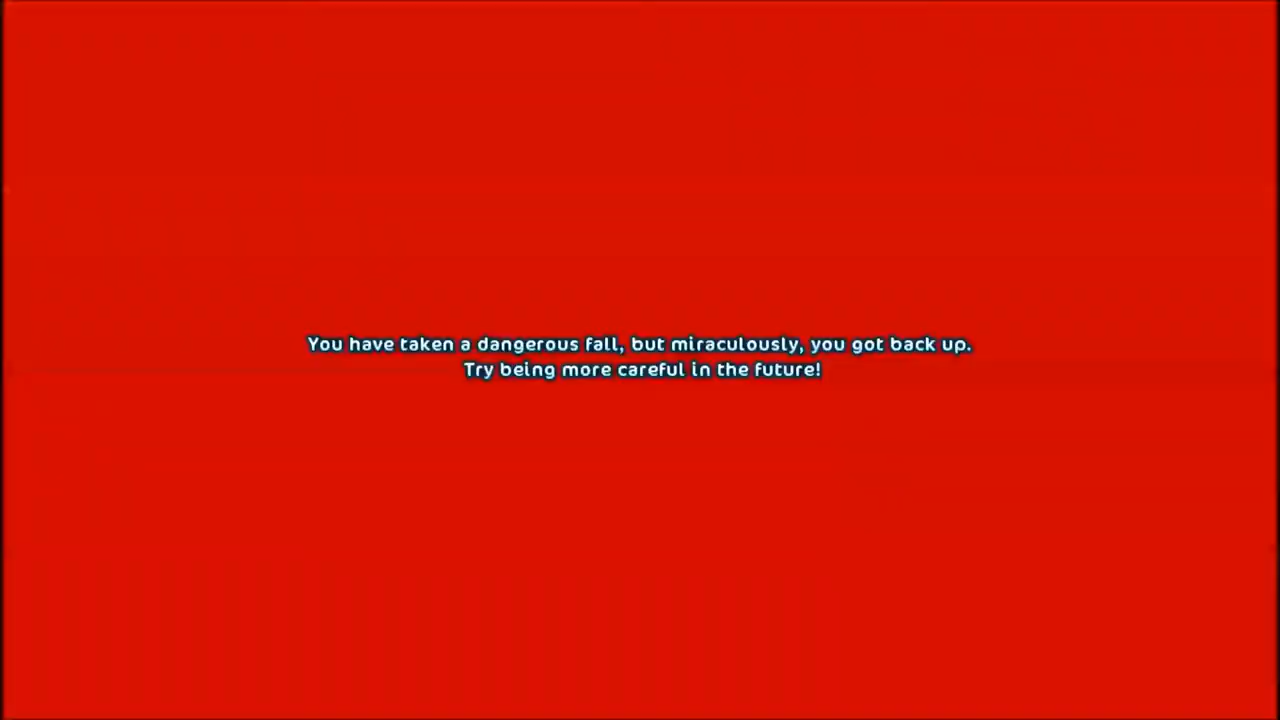 You have taken a dangerous fall, but miraculously, you got back up.
Try being more careful in the future!